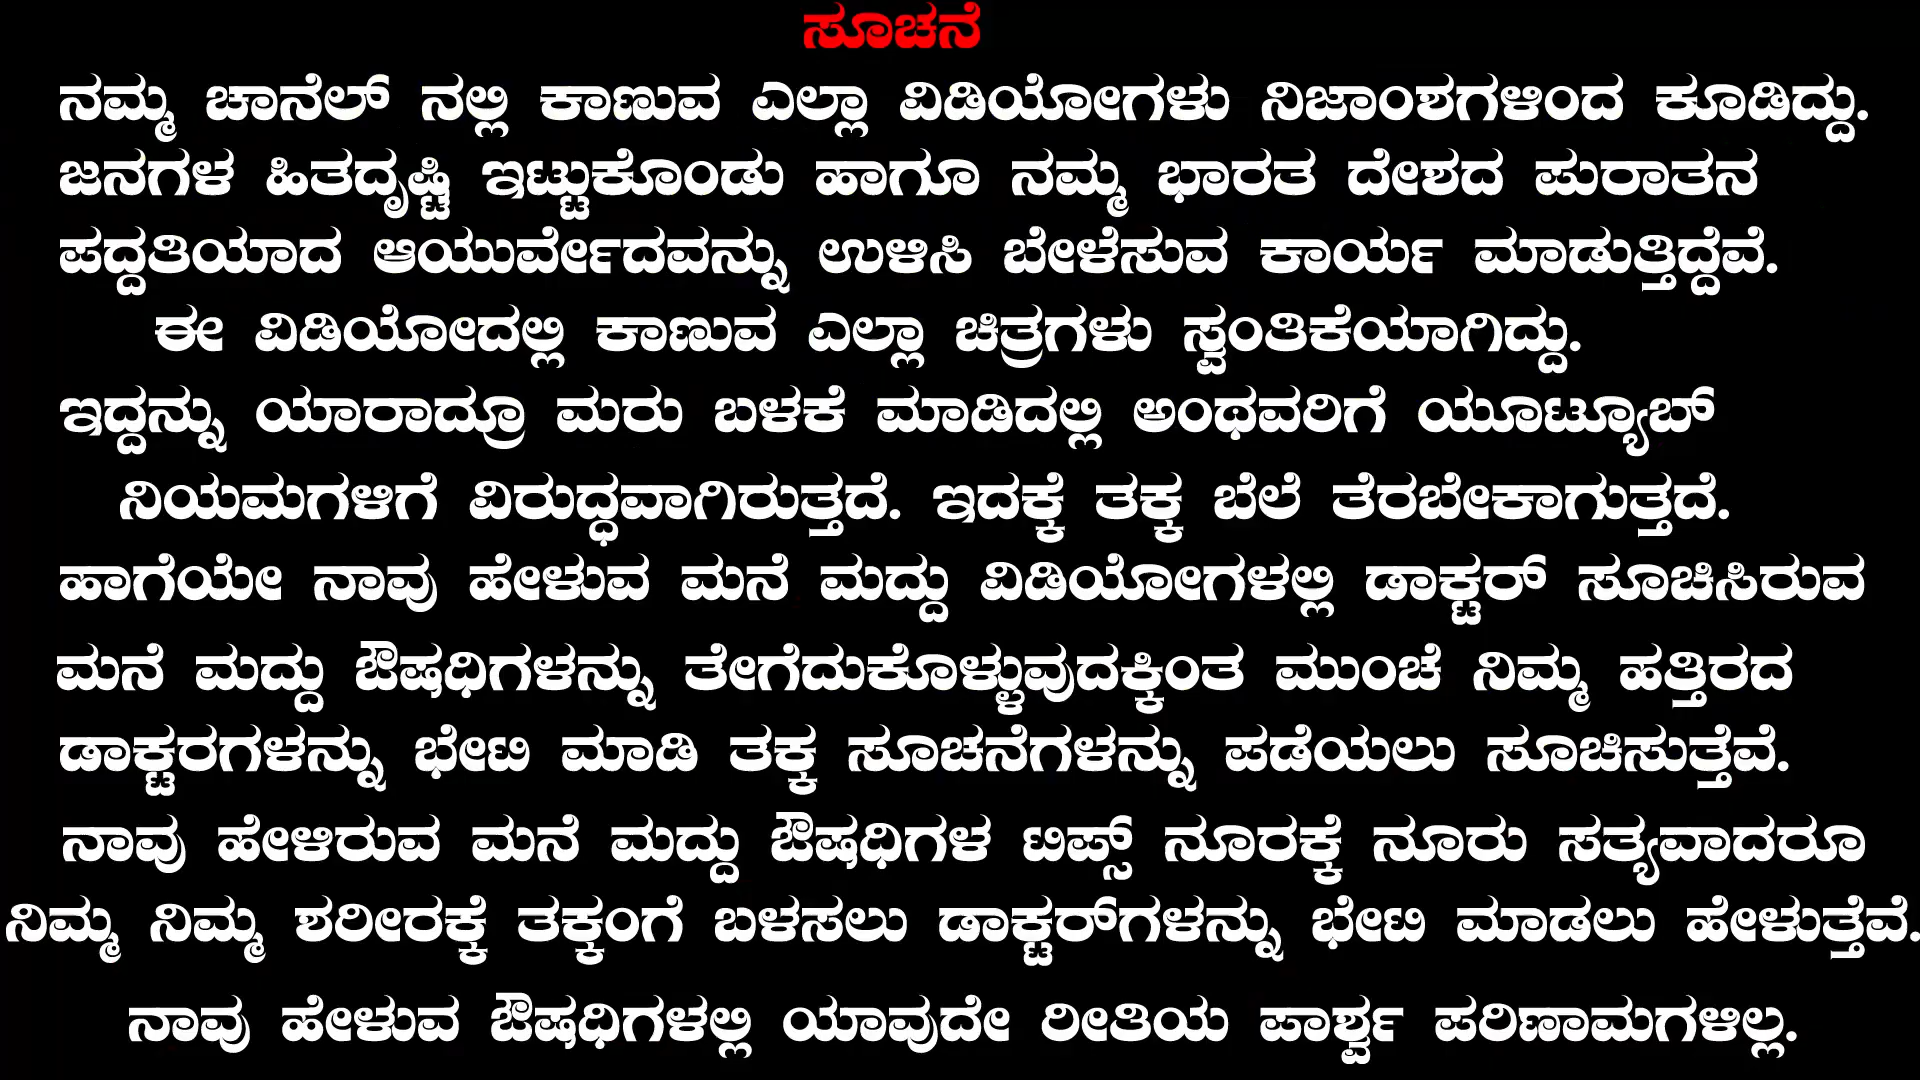 ಸೂಚನೆ
ನಮ್ಮ ಚಾನೆಲ್ ನಲ್ಲಿ ಕಾಣುವ ಎಲ್ಲಾ ವಿಡಿಯೋಗಳು ನಿಜಾಂಶಗಳಿಂದ ಕೂಡಿದ್ದು.
ಜನಗಳ ಹಿತದೃಷ್ಟಿ ಇಟ್ಟುಕೊಂಡು ಹಾಗೂ ನಮ್ಮ ಭಾರತ ದೇಶದ ಪುರಾತನ
ಪದ್ದತಿಯಾದ ಆಯುರ್ವೇದವನ್ನು ಉಳಿಸಿ ಬೇಳೆಸುವ ಕಾರ್ಯ ಮಾಡುತ್ತಿದ್ದೆವೆ.
ಈ ವಿಡಿಯೋದಲ್ಲಿ ಕಾಣುವ ಎಲ್ಲಾ ಚಿತ್ರಗಳು ಸ್ವಂತಿಕೆಯಾಗಿದ್ದು.
ಇದ್ದನ್ನು ಯಾರಾದ್ರೂ ಮರು ಬಳಕೆ ಮಾಡಿದಲ್ಲಿ ಅಂಥವರಿಗೆ ಯೂಟ್ಯೂಬ್
ನಿಯಮಗಳಿಗೆ ವಿರುದ್ಧವಾಗಿರುತ್ತದೆ. ಇದಕ್ಕೆ ತಕ್ಕ ಬೆಲೆ ತೆರಬೇಕಾಗುತ್ತದೆ.
ಹಾಗೆಯೇ ನಾವು ಹೇಳುವ ಮನೆ ಮದ್ದು ವಿಡಿಯೋಗಳಲ್ಲಿ ಡಾಕ್ಟರ್ ಸೂಚಿಸಿರುವ
ಮನೆ ಮದ್ದು ಔಷಧಿಗಳನ್ನು ತೇಗೆದುಕೊಳ್ಳುವುದಕ್ಕಿಂತ ಮುಂಚೆ ನಿಮ್ಮ ಹತ್ತಿರದ
ಡಾಕ್ಟರಗಳನ್ನು ಭೇಟಿ ಮಾಡಿ ತಕ್ಕ ಸೂಚನೆಗಳನ್ನು ಪಡೆಯಲು ಸೂಚಿಸುತ್ತೆವೆ.
ನಾವು ಹೇಳಿರುವ ಮನೆ ಮದ್ದು ಔಷಧಿಗಳ ಟಿಪ್ಸ್ ನೂರಕ್ಕೆ ನೂರು ಸತ್ಯವಾದರೂ
ನಿಮ್ಮ ನಿಮ್ಮ ಶರೀರಕ್ಕೆ ತಕ್ಕಂಗೆ ಬಳಸಲು ಡಾಕ್ಟರ್‌ಗಳನ್ನು ಭೇಟಿ ಮಾಡಲು ಹೇಳುತ್ತೆವೆ.
ನಾವು ಹೇಳುವ ಔಷಧಿಗಳಲ್ಲಿ ಯಾವುದೇ ರೀತಿಯ ಪಾರ್ಶ್ವ ಪರಿಣಾಮಗಳಿಲ್ಲ.